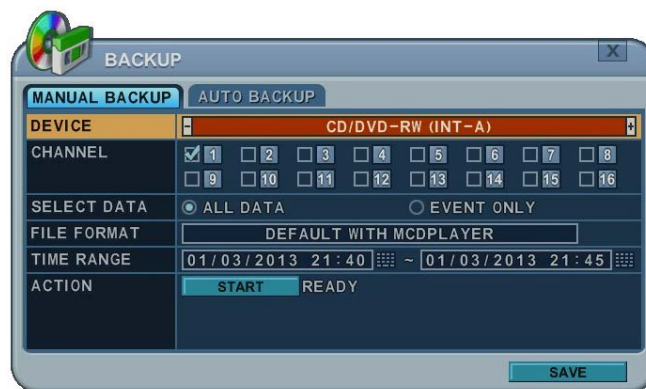 BACKUP X
MANUAL BACKUP AUTO BACKUP
DEVICE - CD/DVD-RW (INT-A) +
CHANNEL 1 2 3 4 5 6 7 8
9 10 11 12 13 14 15 16
SELECT DATA ALL DATA EVENT ONLY
FILE FORMAT DEFAULT WITH MCDPLAYER
TIME RANGE 01/03/2013 21:40 ~ 01/03/2013 21:45
ACTION START READY
SAVE